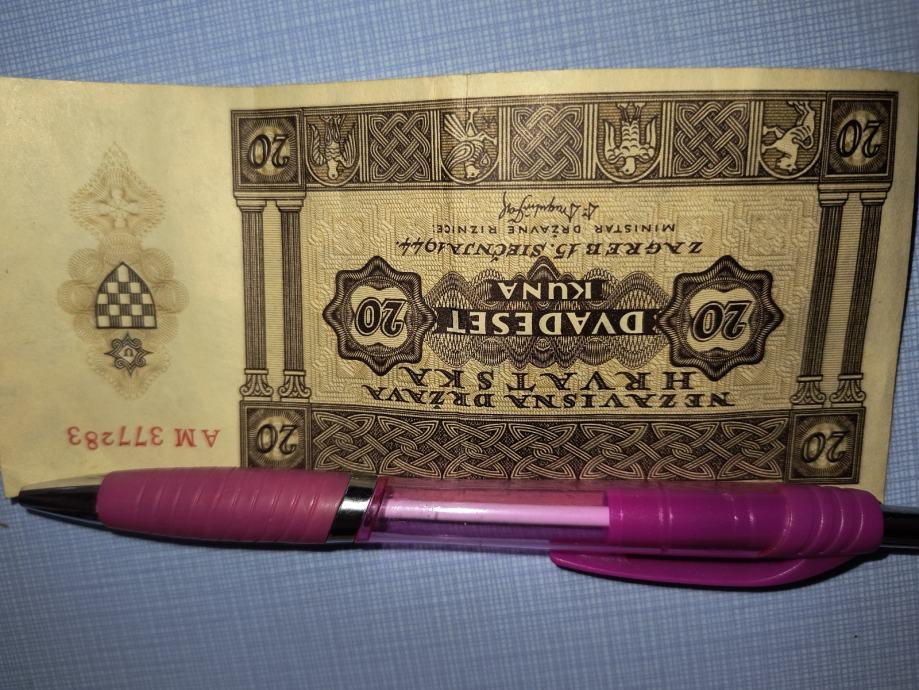 20 20 AM 377283
NEZAVISNA DRŽAVA
HRVATSKA
U
20 DVADESET 20
KUNA
ZAGREB 15. SIEČNJA 1944.
MINISTAR DRŽAVNE RIZNICE:
20 20